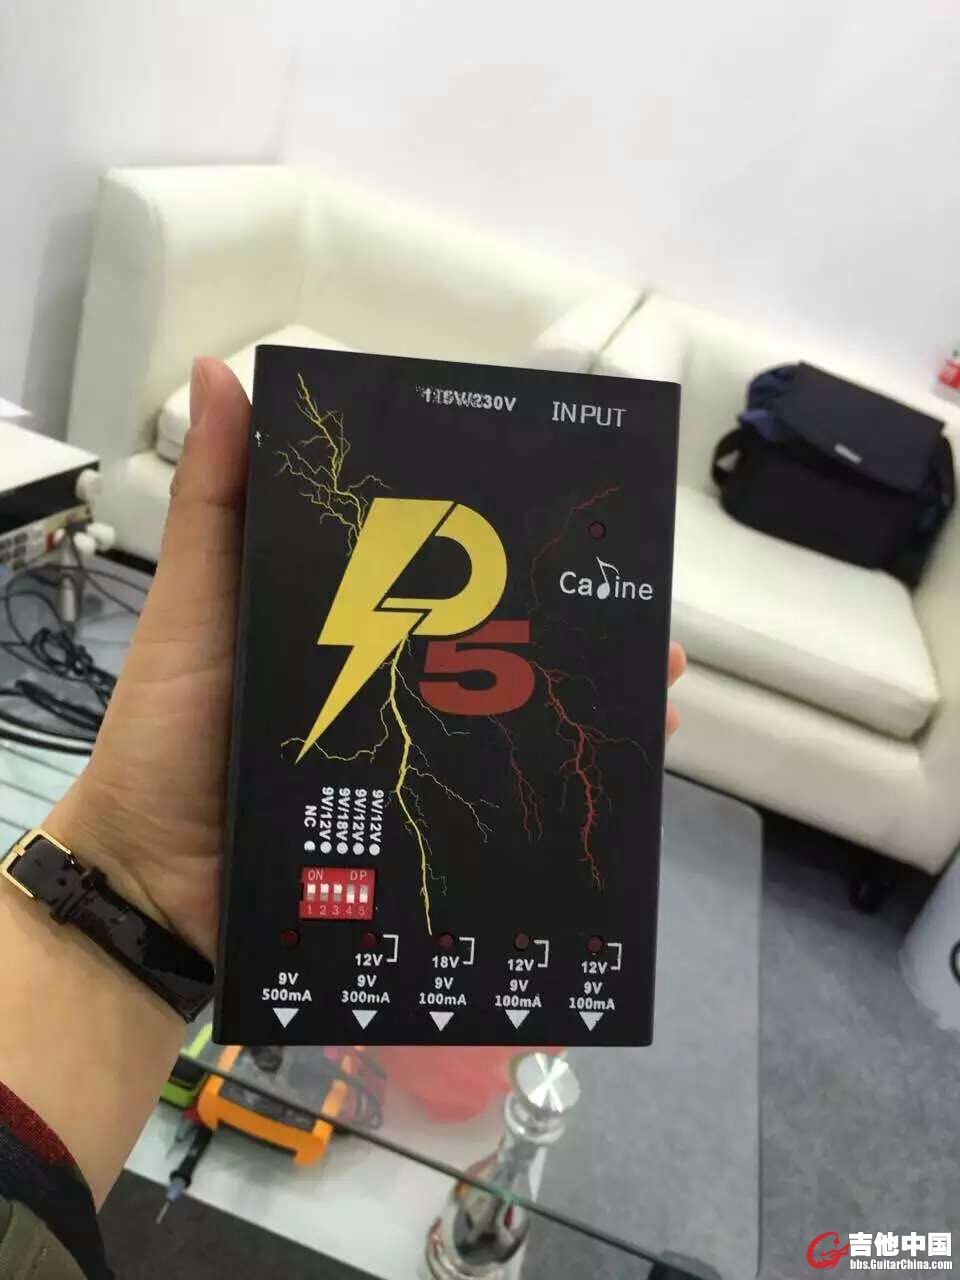 115V/230V
INPUT
Caline
P
5
9V/12V
9V/12V
9V/18V
9V/12V
NC
ON DP
1 2 3 4 5
12V 18V 12V 12V
9V 9V 9V 9V 9V
500mA 300mA 100mA 100mA 100mA
吉他中国
bbs.GuitarChina.com